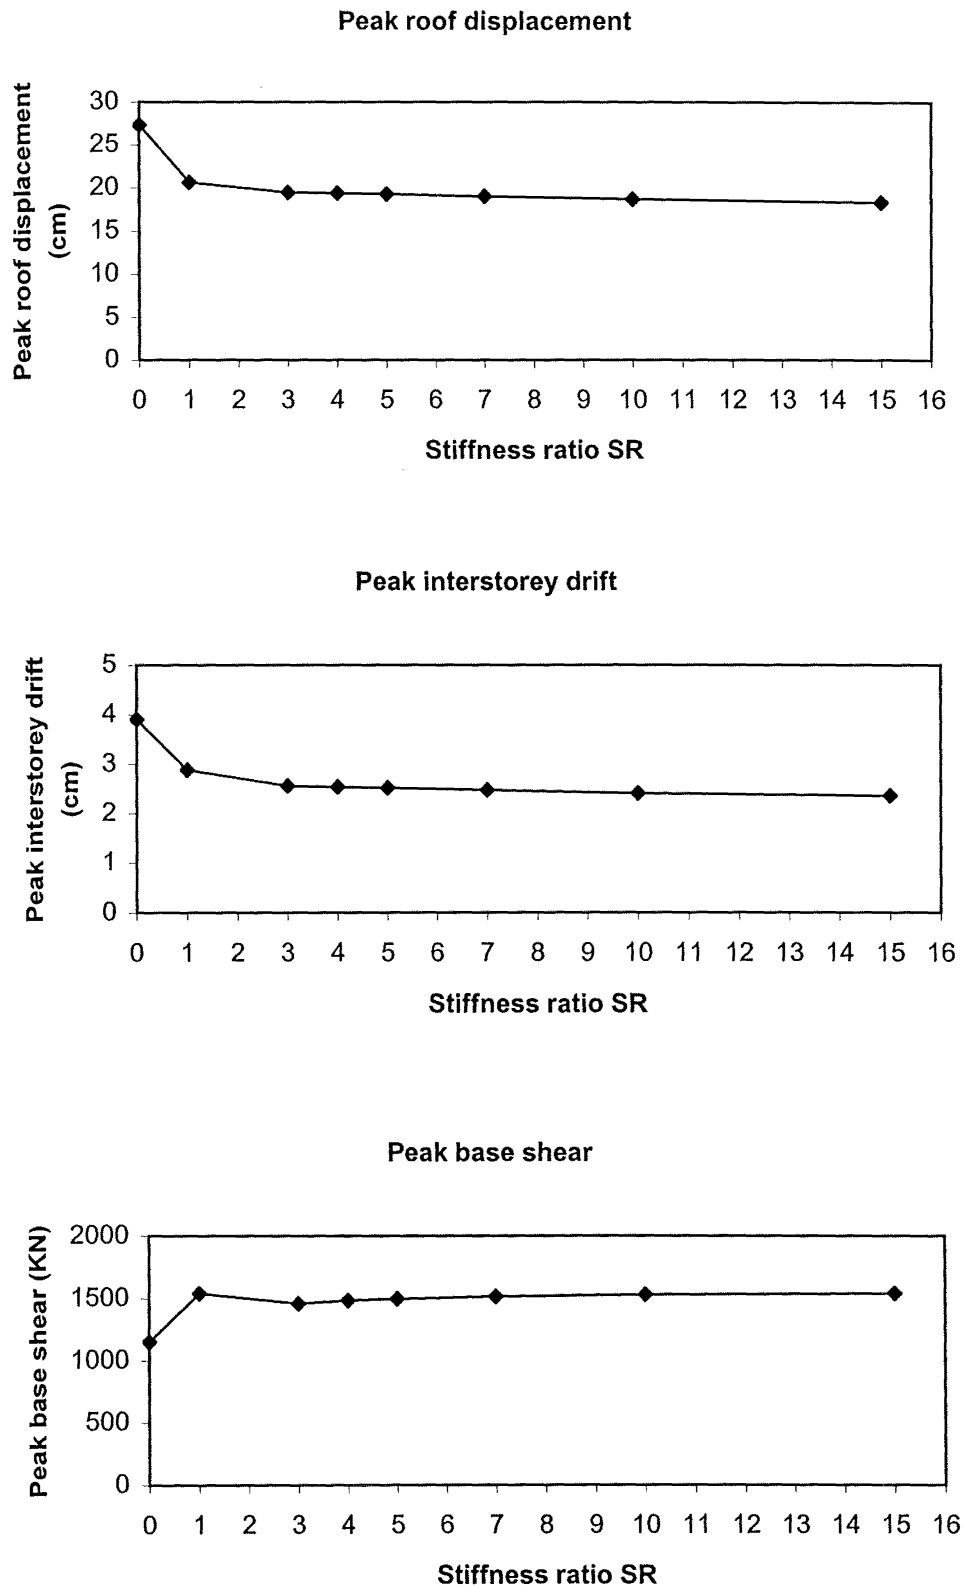 Peak roof displacement
Peak roof displacement
(cm)
30
25
20
15
10
5
0
0 1 2 3 4 5 6 7 8 9 10 11 12 13 14 15 16
Stiffness ratio SR
Peak interstorey drift
Peak interstorey drift
(cm)
5
4
3
2
1
0
0 1 2 3 4 5 6 7 8 9 10 11 12 13 14 15 16
Stiffness ratio SR
Peak base shear
Peak base shear (KN)
2000
1500
1000
500
0
0 1 2 3 4 5 6 7 8 9 10 11 12 13 14 15 16
Stiffness ratio SR